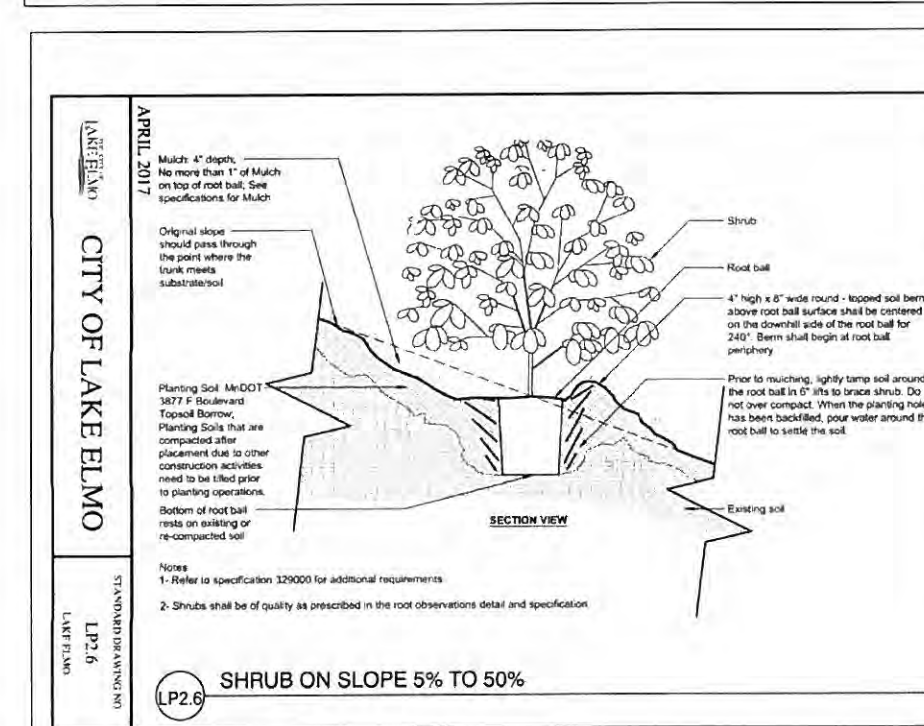 THE CITY OF
LAKE ELMO
CITY OF LAKE ELMO
STANDARD DRAWING NO
LP2.6
LAKE ELMO
APRIL 2017
Mulch: 4" depth;
No more than 1" of Mulch
on top of root ball; See
specifications for Mulch
Original slope
should pass through
the point where the
trunk meets
substrate/soil
Planting Soil: MnDOT
3877 F Boulevard
Topsoil Borrow;
Planting Soils that are
compacted after
placement due to other
construction activities
need to be tilled prior
to planting operations.
Bottom of root ball
rests on existing or
re-compacted soil
Shrub
Root ball
4" high x 8" wide round - topped soil berm
above root ball surface shall be centered
on the downhill side of the root ball for
240°. Berm shall begin at root ball
periphery
Prior to mulching, lightly tamp soil around
the root ball in 6" lifts to brace shrub. Do
not over compact. When the planting hole
has been backfilled, pour water around th
root ball to settle the soil.
Existing soil
SECTION VIEW
Notes
1- Refer to specification 329000 for additional requirements
2- Shrubs shall be of quality as prescribed in the root observations detail and specification
LP2.6
SHRUB ON SLOPE 5% TO 50%